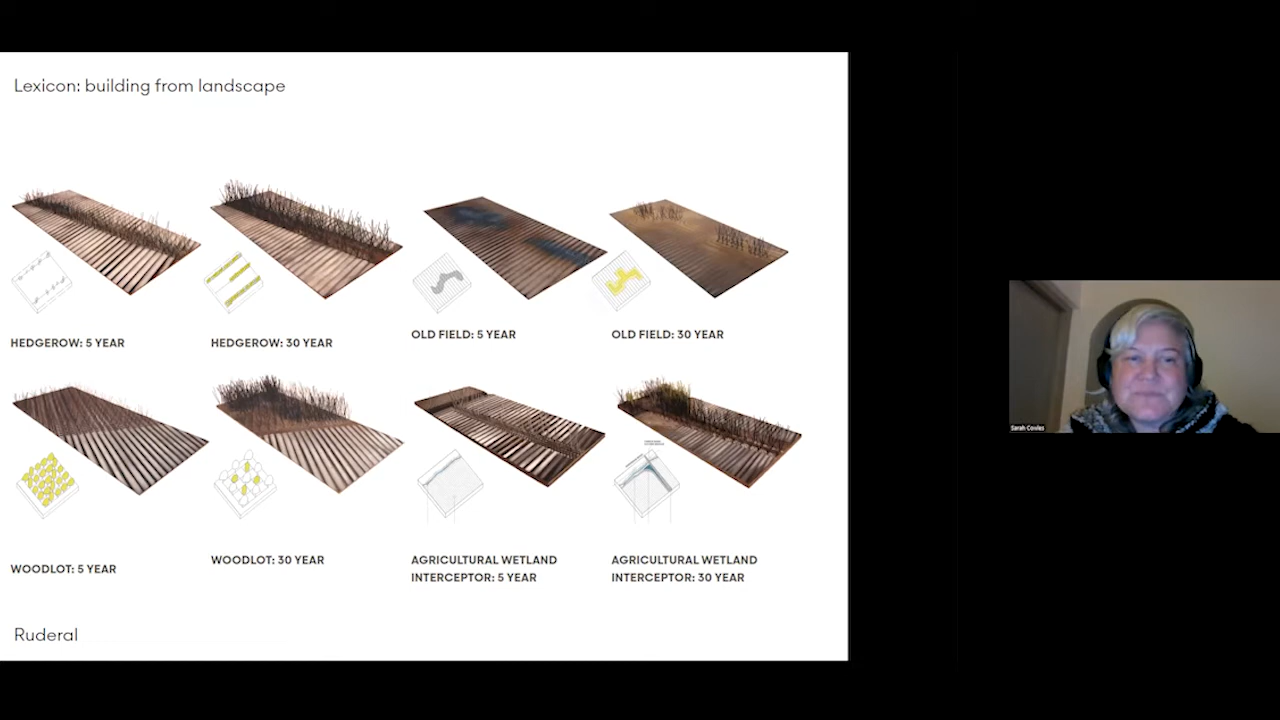 Lexicon: building from landscape
HEDGEROW: 5 YEAR
HEDGEROW: 30 YEAR
OLD FIELD: 5 YEAR
OLD FIELD: 30 YEAR
WOODLOT: 5 YEAR
WOODLOT: 30 YEAR
AGRICULTURAL WETLAND
INTERCEPTOR: 5 YEAR
AGRICULTURAL WETLAND
INTERCEPTOR: 30 YEAR
Ruderal
Sarah Cowles